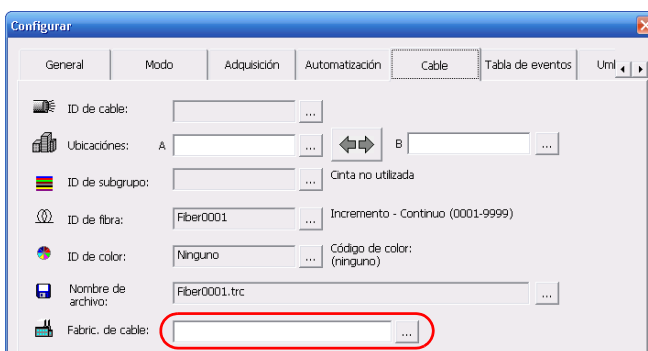 Configurar
General Modo Adquisición Automatización Cable Tabla de eventos Uml
ID de cable: ...
Ubicaciónes: A ... B ...
ID de subgrupo: ... Cinta no utilizada
ID de fibra: Fiber0001 ... Incremento - Continuo (0001-9999)
ID de color: Ninguno ... Código de color:
(ninguno)
Nombre de
archivo: Fiber0001.trc ...
Fabric. de cable: ...